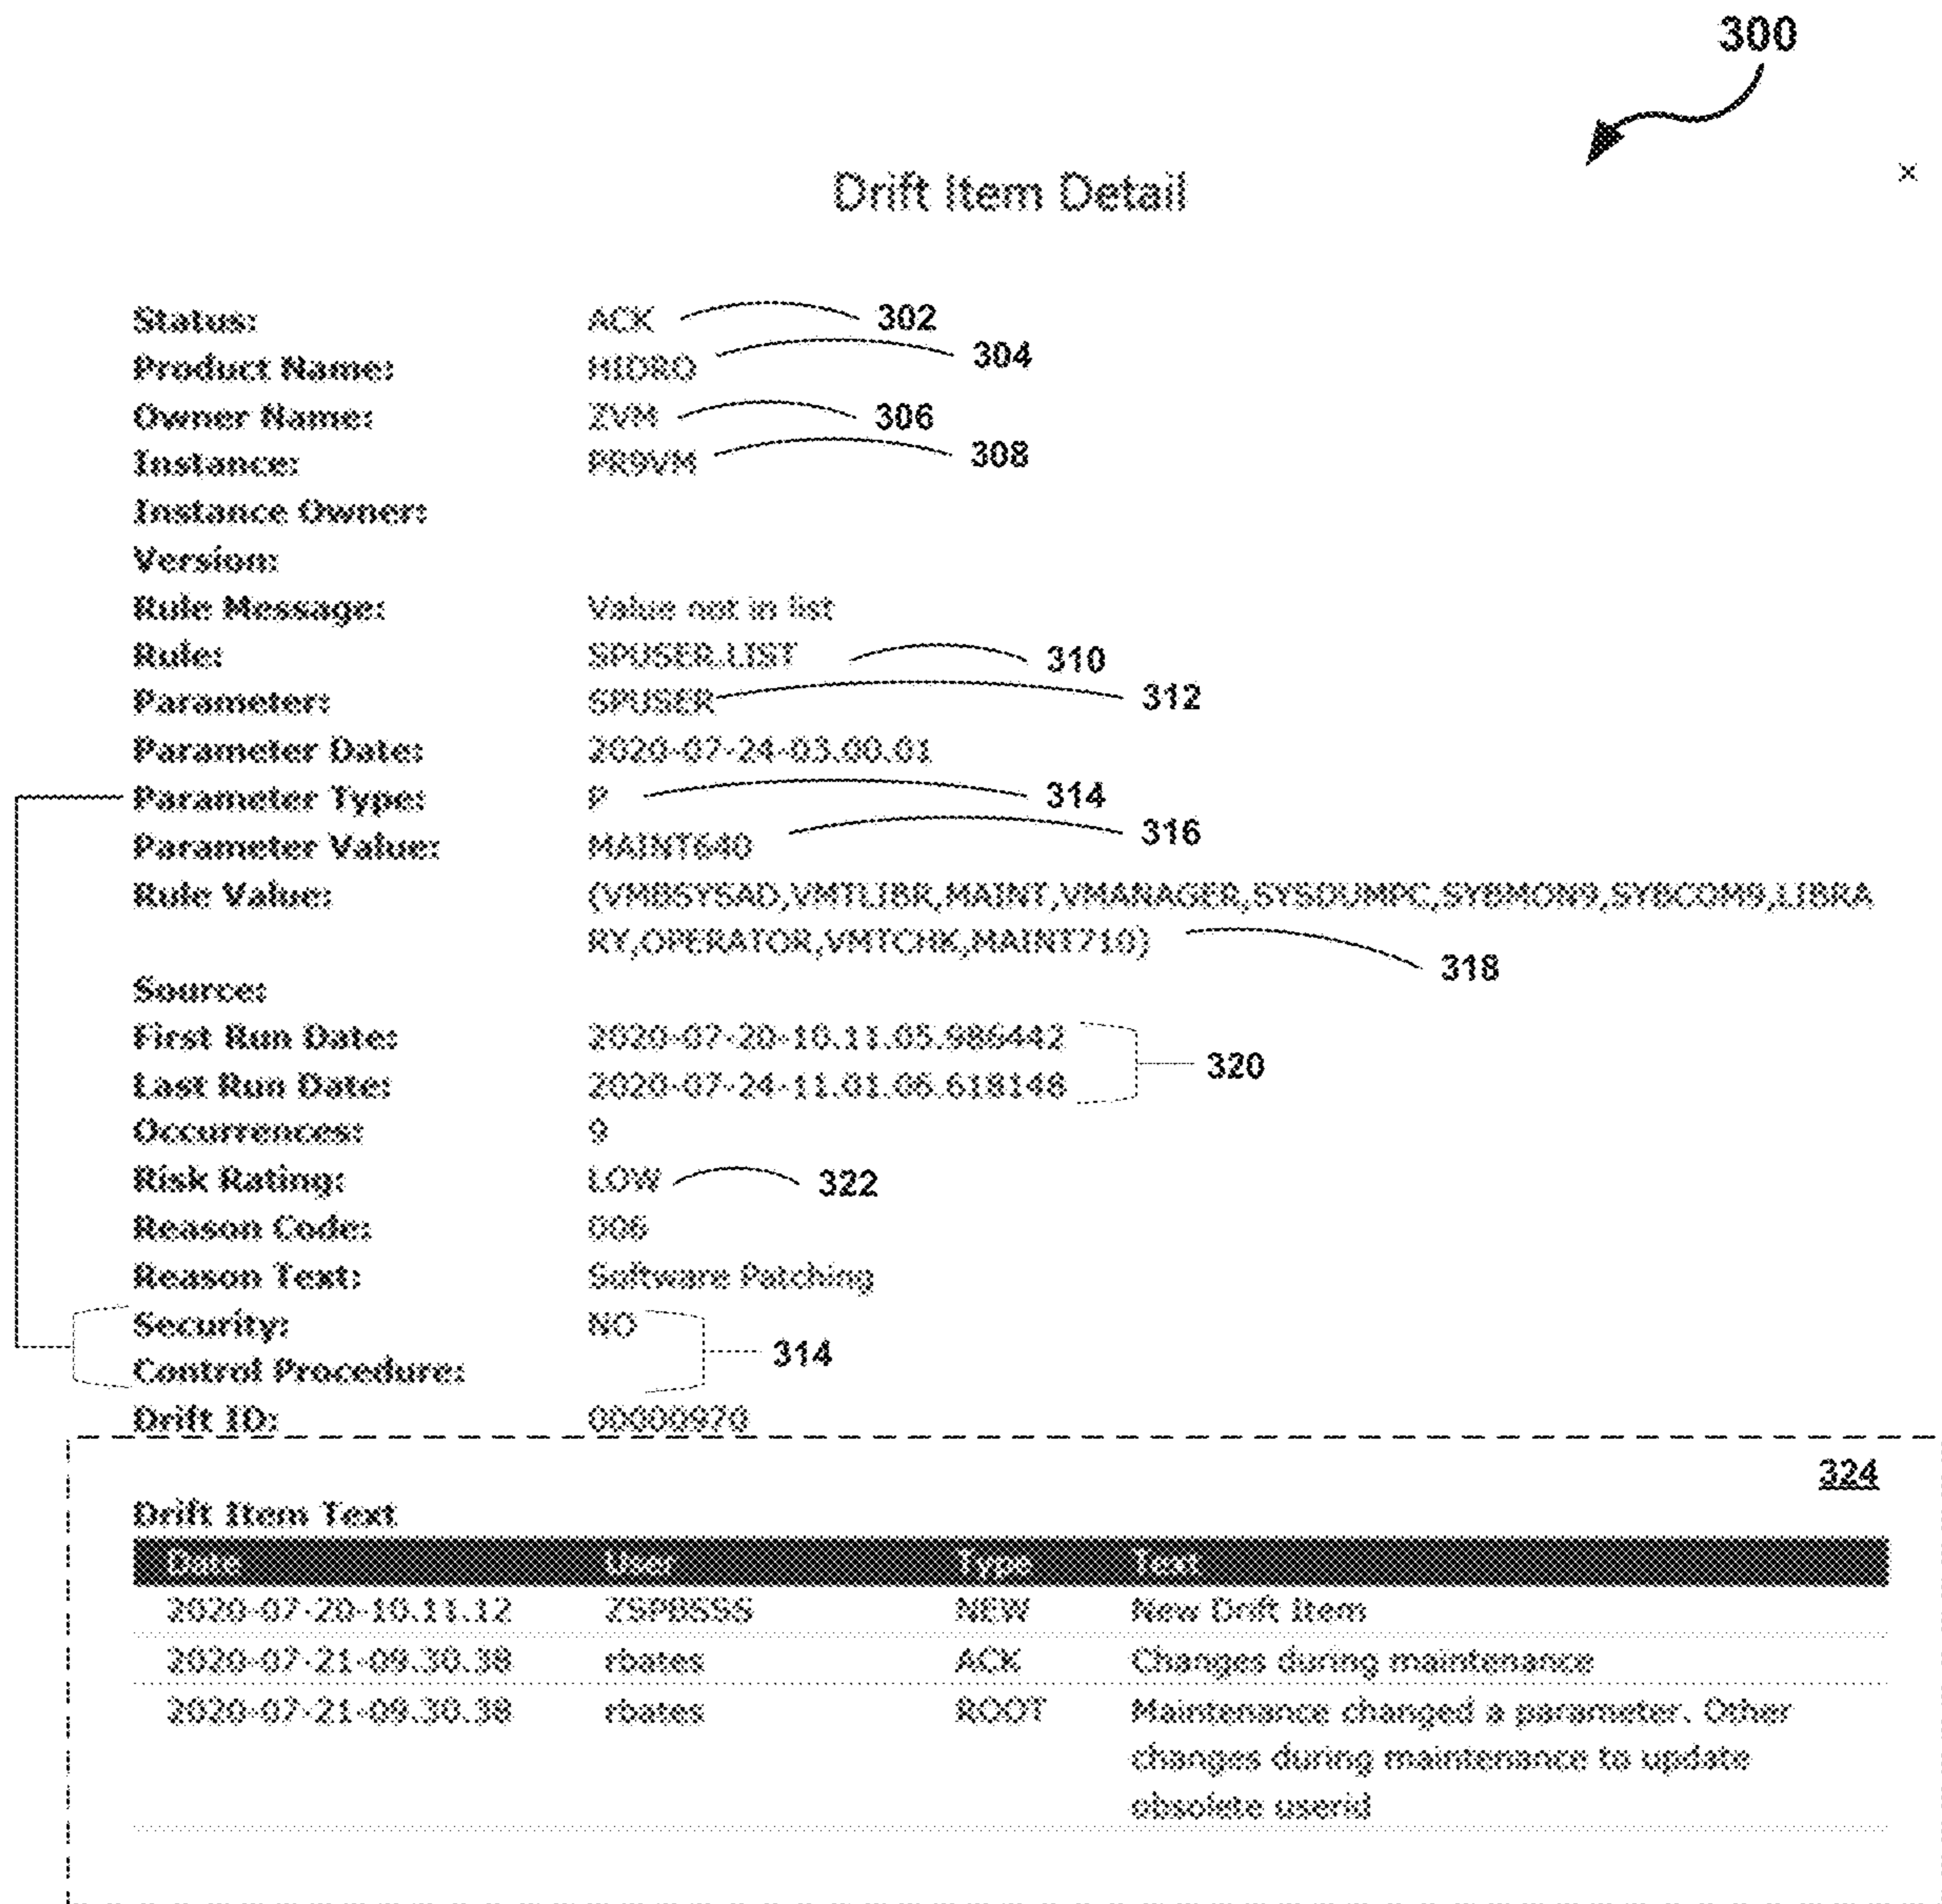 300
Drift Item Detail ×
Status: ACK 302
Product Name: HIDRO 304
Owner Name: ZVM 306
Instance: PR9VM 308
Instance Owner:
Version:
Rule Message: Value not in list
Rule: SPUSER.LIST 310
Parameter: SPUSER 312
Parameter Date: 2020-07-24-03.00.01
Parameter Type: P 314
Parameter Value: MAINT640 316
Rule Value: (VMBSYSAD,VMTLIBR,MAINT,VMANAGER,SYSDUMPC,SYBMON9,SYBCOM9,LIBRA
RY,OPERATOR,VMTCHK,MAINT710) 318
Source:
First Run Date: 2020-07-20-10.11.05.986442
Last Run Date: 2020-07-24-11.01.06.618148 320
Occurrences: 9
Risk Rating: LOW 322
Reason Code: 006
Reason Text: Software Patching
Security: NO
Control Procedure: 314
Drift ID: 00000970
324
Drift Item Text
Date User Type Text
2020-07-20-10.11.12 ZSPBSSS NEW New Drift Item
2020-07-21-09.30.38 rbates ACK Changes during maintenance
2020-07-21-09.30.38 rbates ROOT Maintenance changed a parameter. Other
changes during maintenance to update
obsolete userid